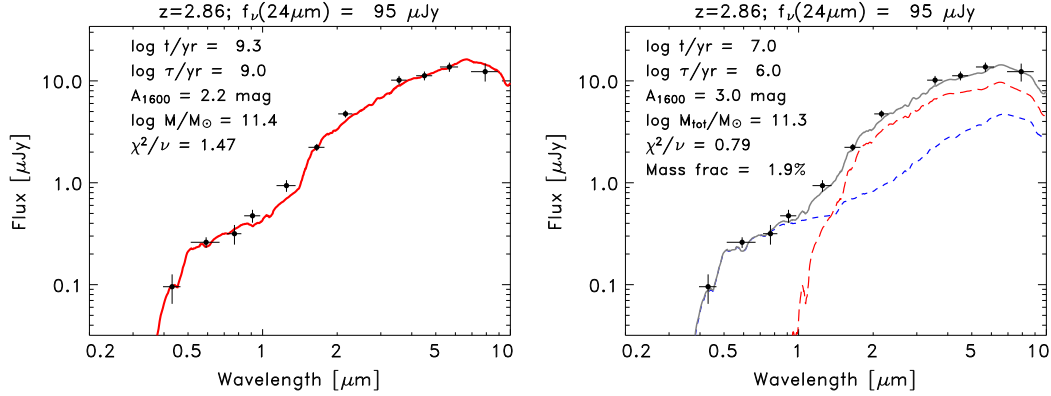 z=2.86; fν(24μm) = 95 μJy
log t/yr = 9.3
log τ/yr = 9.0
A1600 = 2.2 mag
log M/M⊙ = 11.4
χ²/ν = 1.47
10.0
1.0
0.1
Flux [μJy]
0.2 0.5 1 2 5 10
Wavelength [μm]
z=2.86; fν(24μm) = 95 μJy
log t/yr = 7.0
log τ/yr = 6.0
A1600 = 3.0 mag
log Mtot/M⊙ = 11.3
χ²/ν = 0.79
Mass frac = 1.9%
10.0
1.0
0.1
Flux [μJy]
0.2 0.5 1 2 5 10
Wavelength [μm]